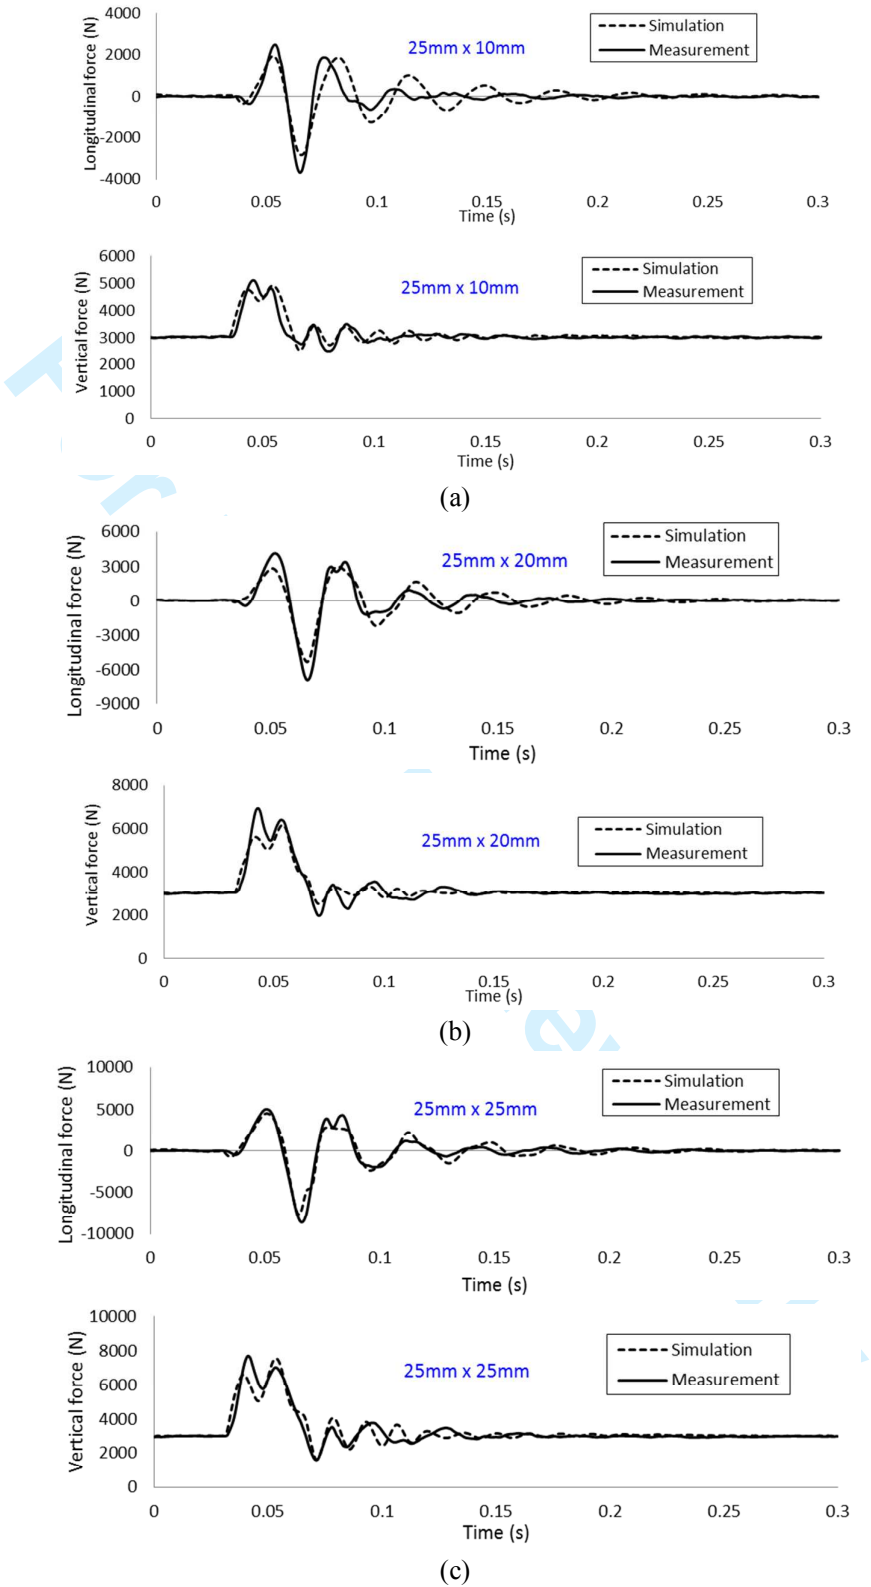 4000
2000
0
-2000
-4000
Longitudinal force (N)
25mm x 10mm
Simulation
Measurement
0 0.05 0.1 0.15 0.2 0.25 0.3
Time (s)
6000
5000
4000
3000
2000
1000
0
Vertical force (N)
25mm x 10mm
Simulation
Measurement
0 0.05 0.1 0.15 0.2 0.25 0.3
Time (s)
(a)
6000
3000
0
-3000
-6000
-9000
Longitudinal force (N)
25mm x 20mm
Simulation
Measurement
0 0.05 0.1 0.15 0.2 0.25 0.3
Time (s)
8000
6000
4000
2000
0
Vertical force (N)
25mm x 20mm
Simulation
Measurement
0 0.05 0.1 0.15 0.2 0.25 0.3
Time (s)
(b)
10000
5000
0
-5000
-10000
Longitudinal force (N)
25mm x 25mm
Simulation
Measurement
0 0.05 0.1 0.15 0.2 0.25 0.3
Time (s)
10000
8000
6000
4000
2000
0
Vertical force (N)
25mm x 25mm
Simulation
Measurement
0 0.05 0.1 0.15 0.2 0.25 0.3
Time (s)
(c)